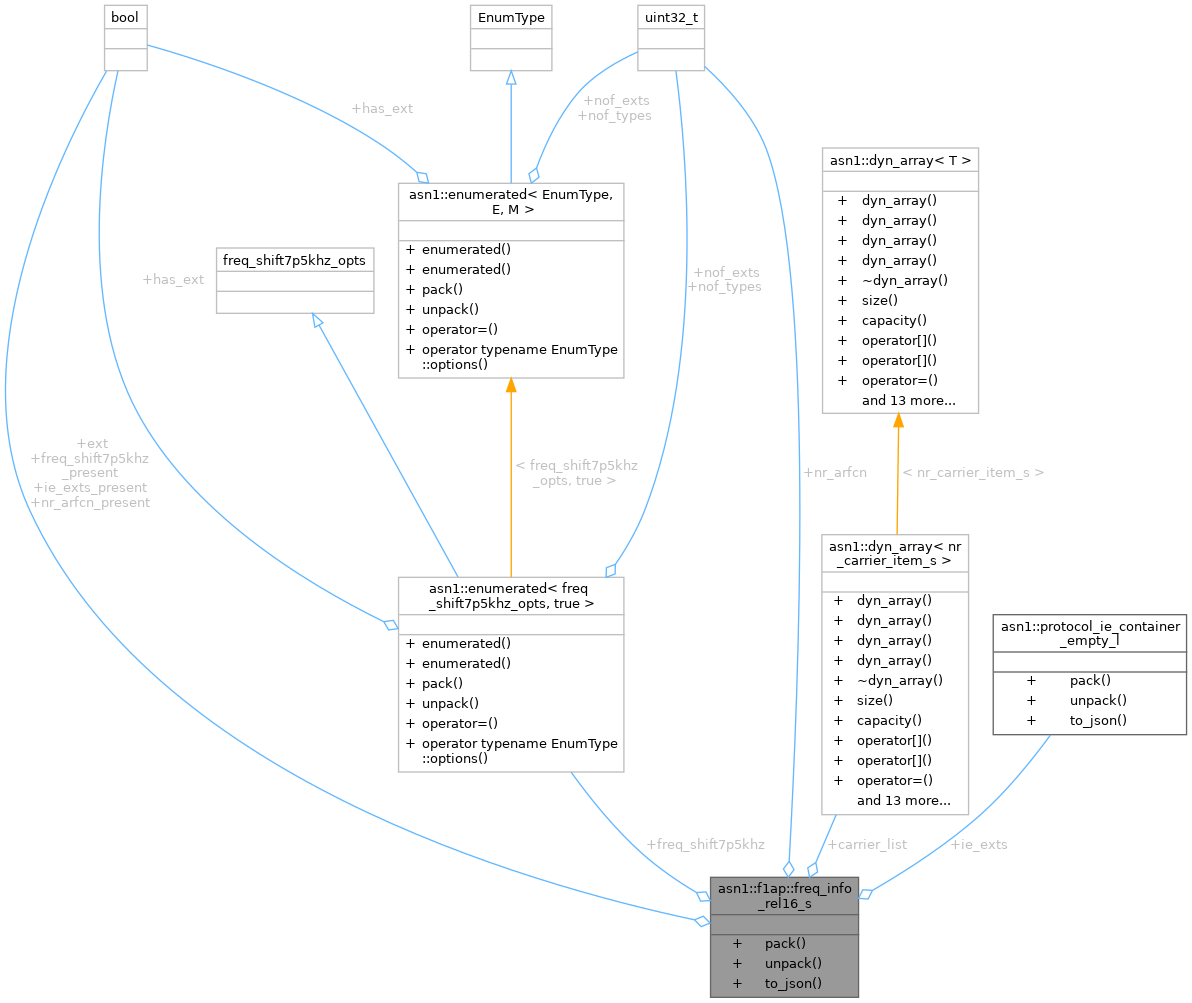 bool
EnumType
uint32_t
+has_ext
+nof_exts
+nof_types
asn1::dyn_array< T >
+ dyn_array()
+ dyn_array()
+ dyn_array()
+ dyn_array()
+ ~dyn_array()
+ size()
+ capacity()
+ operator[]()
+ operator[]()
+ operator=()
and 13 more...
asn1::enumerated< EnumType,
E, M >
+ enumerated()
+ enumerated()
+ pack()
+ unpack()
+ operator=()
+ operator typename EnumType
::options()
freq_shift7p5khz_opts
+has_ext
+nof_exts
+nof_types
+ext
+freq_shift7p5khz
_present
+ie_exts_present
+nr_arfcn_present
< freq_shift7p5khz
_opts, true >
+nr_arfcn
< nr_carrier_item_s >
asn1::dyn_array< nr
_carrier_item_s >
+ dyn_array()
+ dyn_array()
+ dyn_array()
+ dyn_array()
+ ~dyn_array()
+ size()
+ capacity()
+ operator[]()
+ operator[]()
+ operator=()
and 13 more...
asn1::enumerated< freq
_shift7p5khz_opts, true >
+ enumerated()
+ enumerated()
+ pack()
+ unpack()
+ operator=()
+ operator typename EnumType
::options()
asn1::protocol_ie_container
_empty_l
+ pack()
+ unpack()
+ to_json()
+freq_shift7p5khz
+carrier_list
+ie_exts
asn1::f1ap::freq_info
_rel16_s
+ pack()
+ unpack()
+ to_json()